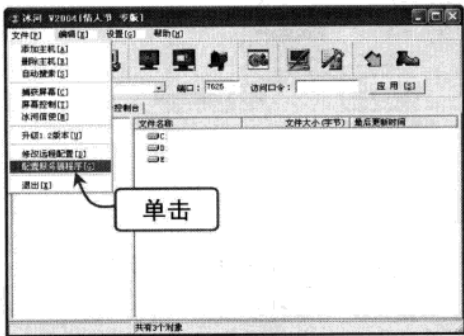 冰河 V2004[情人节 专版]
文件[F] 编辑[E] 设置[G] 帮助[H]
添加主机[A]
删除主机[R]
自动搜索[S]
捕获屏幕[C]
屏幕控制[I]
冰河信使[M]
升级1.2版本[U]
修改远程配置[D]
配置服务器程序[G]
退出[X]
端口: 7626 访问口令: 应用[S]
控制台
文件名称 文件大小(字节) 最后更新时间
C:
D:
E:
单击
共有3个对象